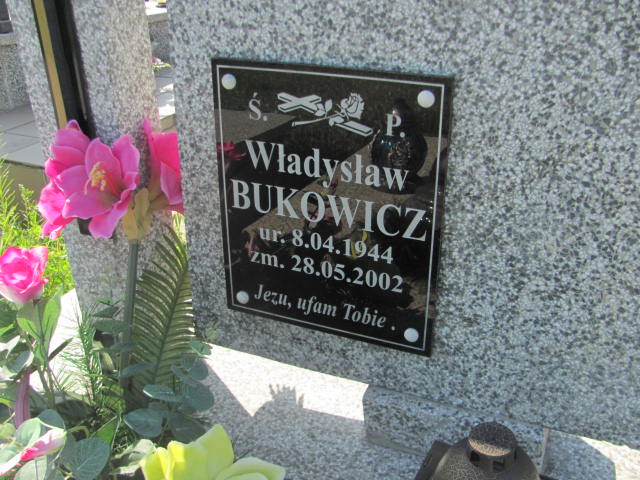 Ś. P.
Władysław
BUKOWICZ
ur. 8.04.1944
zm. 28.05.2002
Jezu, ufam Tobie .